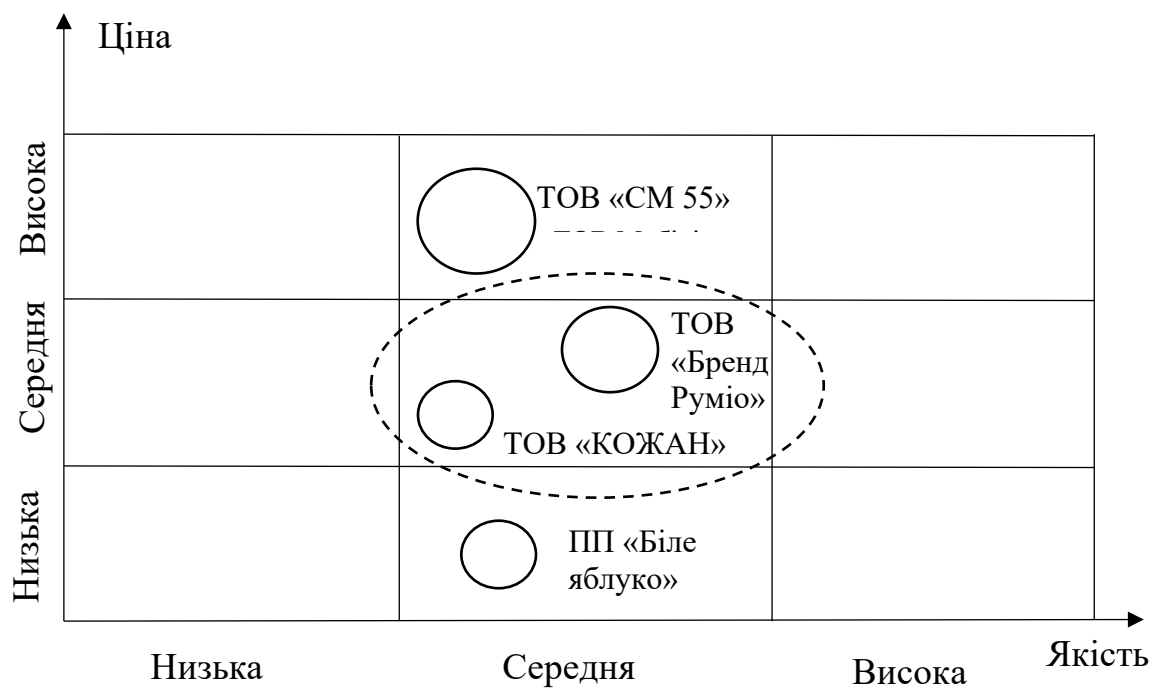 Ціна
Висока
Середня
Низька
ТОВ «СМ 55»
ТОВ
«Бренд
Руміо»
ТОВ «КОЖАН»
ПП «Біле
яблуко»
Низька
Середня
Висока
Якість